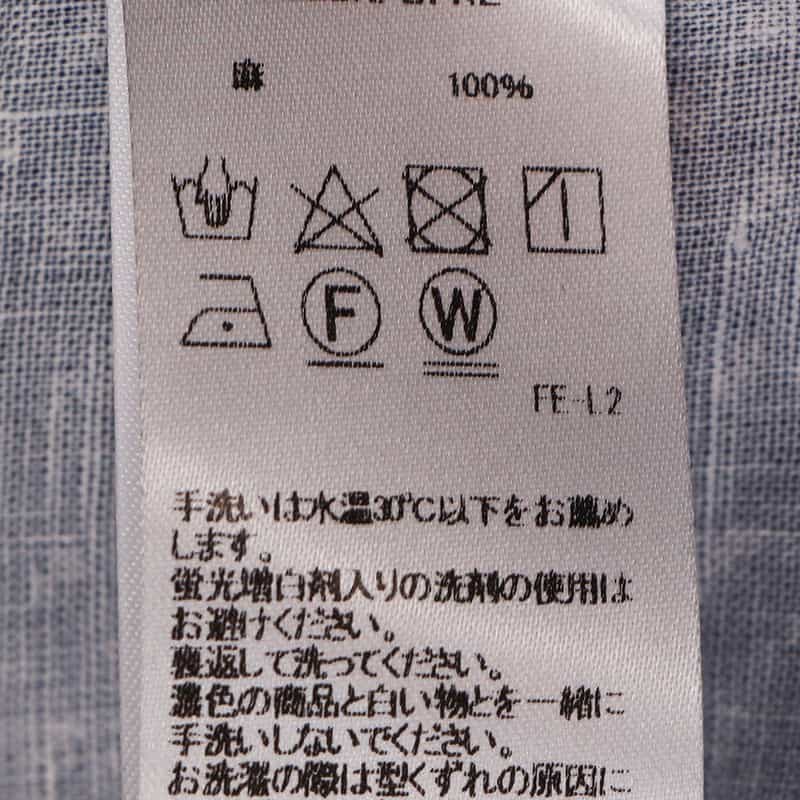 麻 100%
F W
FE-L2
手洗いは水温30℃以下をお薦め
します。
蛍光増白剤入りの洗剤の使用は
お避けください。
裏返して洗ってください。
濃色の商品と白い物とを一緒に
手洗いしないでください。
お洗濯の際は型くずれの原因に